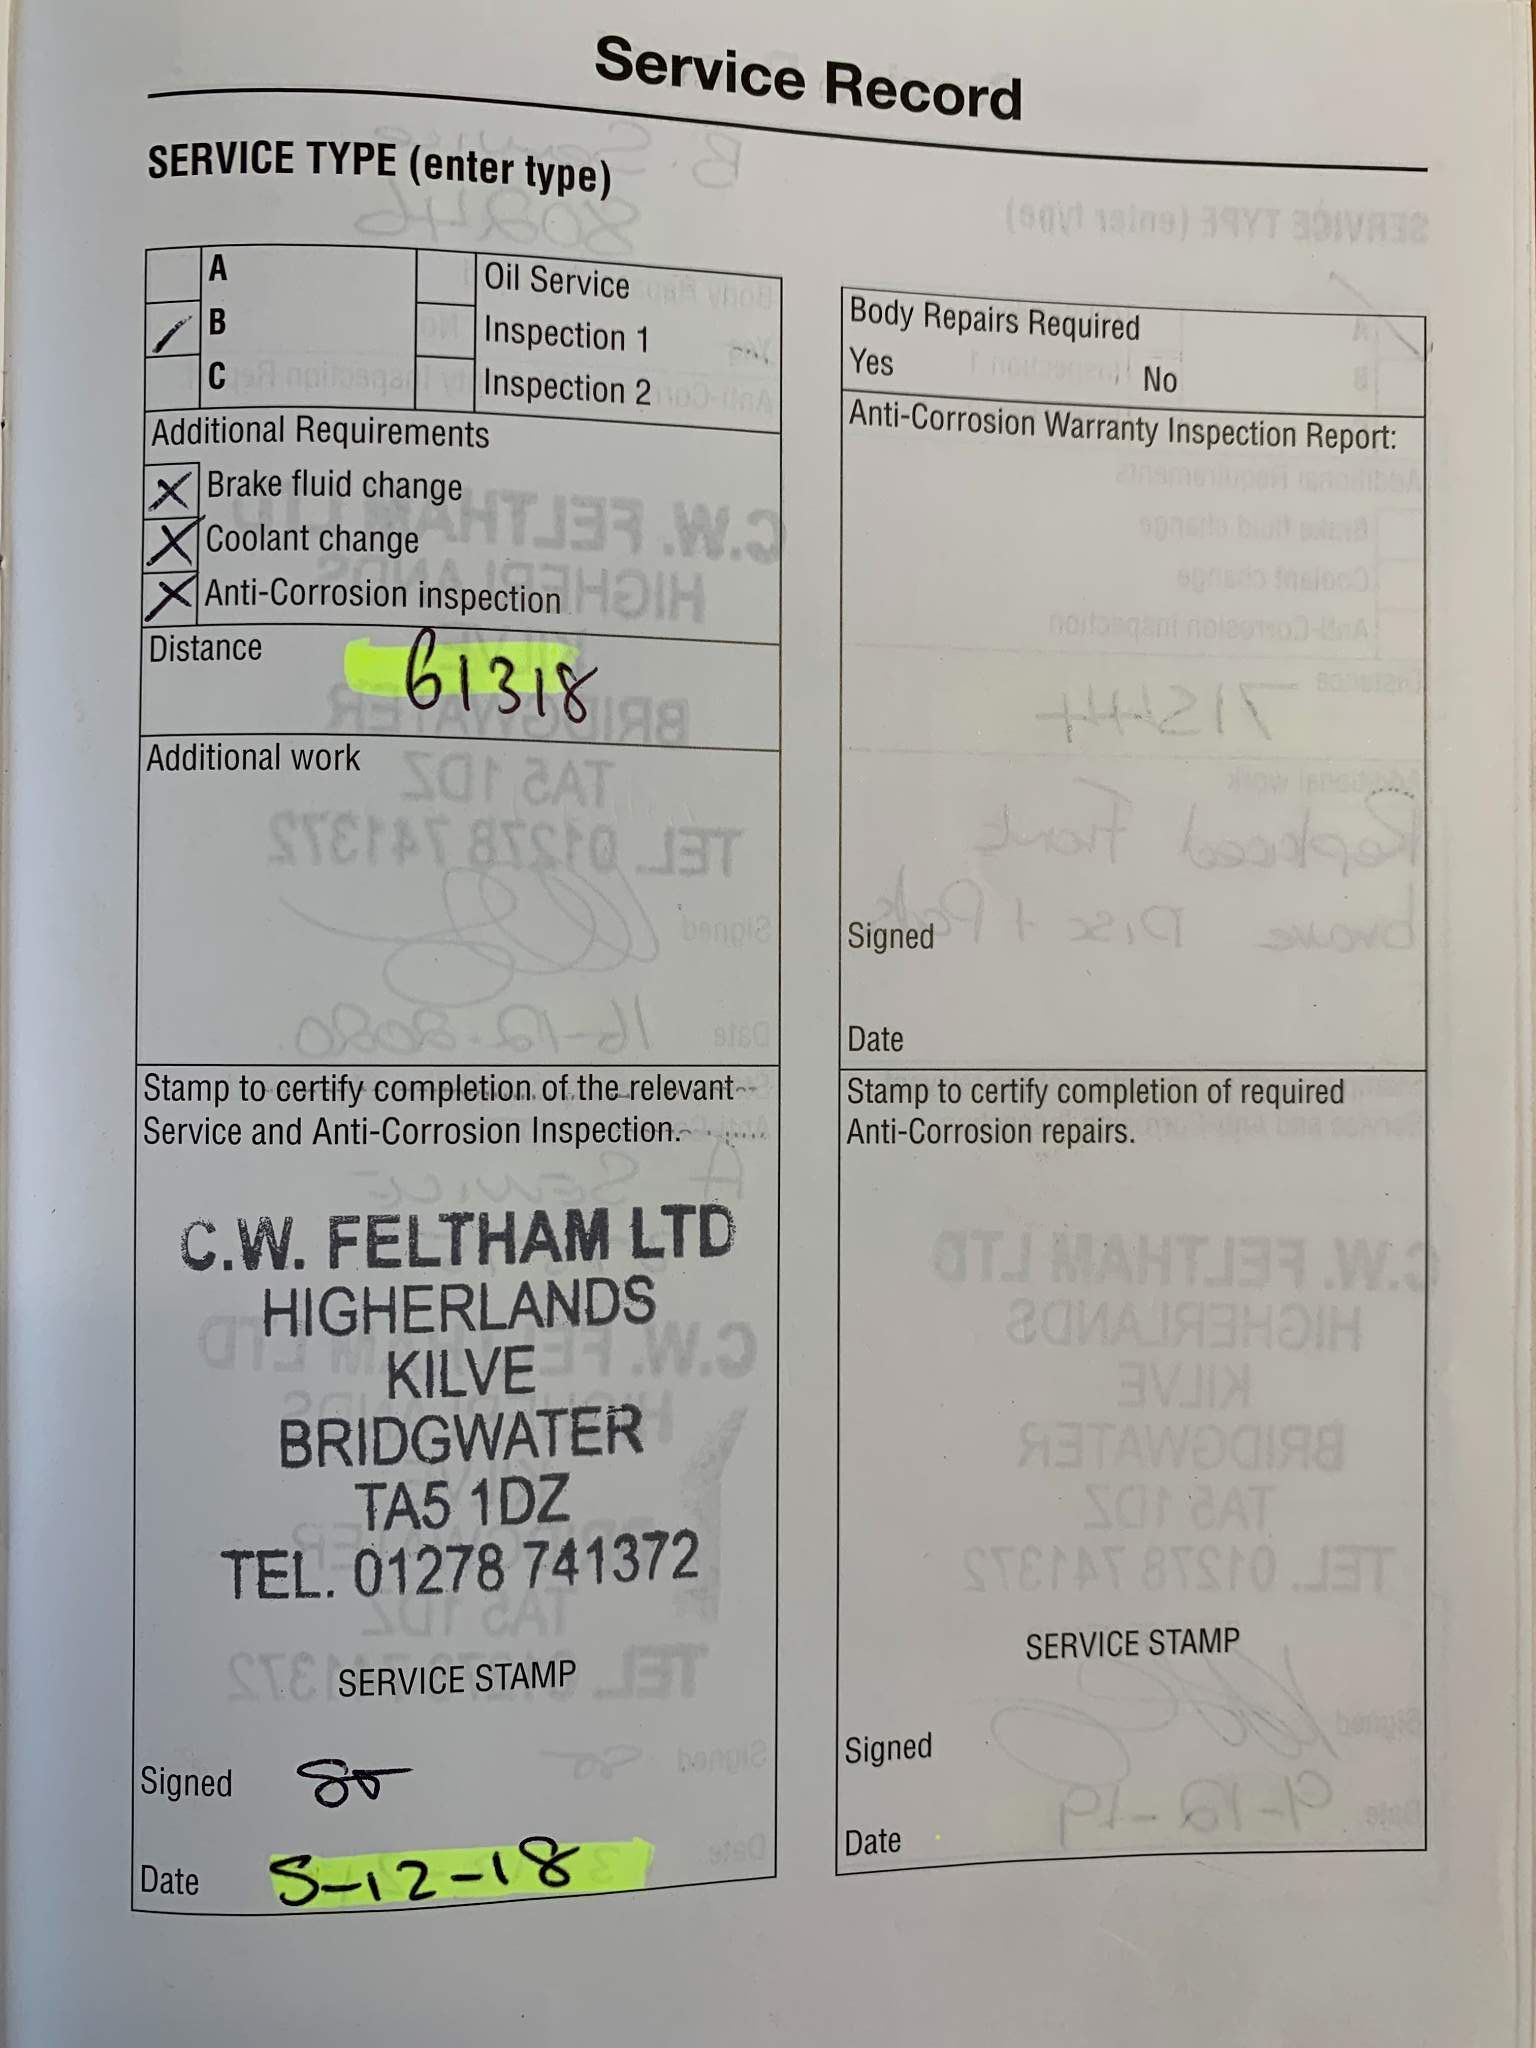 Service Record
SERVICE TYPE (enter type)
A
Oil Service
B
Inspection 1
C
Inspection 2
Additional Requirements
Brake fluid change
Coolant change
Anti-Corrosion inspection
Distance 61318
Additional work
Stamp to certify completion of the relevant
Service and Anti-Corrosion Inspection.
C.W. FELTHAM LTD
HIGHERLANDS
KILVE
BRIDGWATER
TA5 1DZ
TEL. 01278 741372
SERVICE STAMP
Signed
Date 5-12-18
Body Repairs Required
Yes No
Anti-Corrosion Warranty Inspection Report:
Signed
Date
Stamp to certify completion of required
Anti-Corrosion repairs.
SERVICE STAMP
Signed
Date